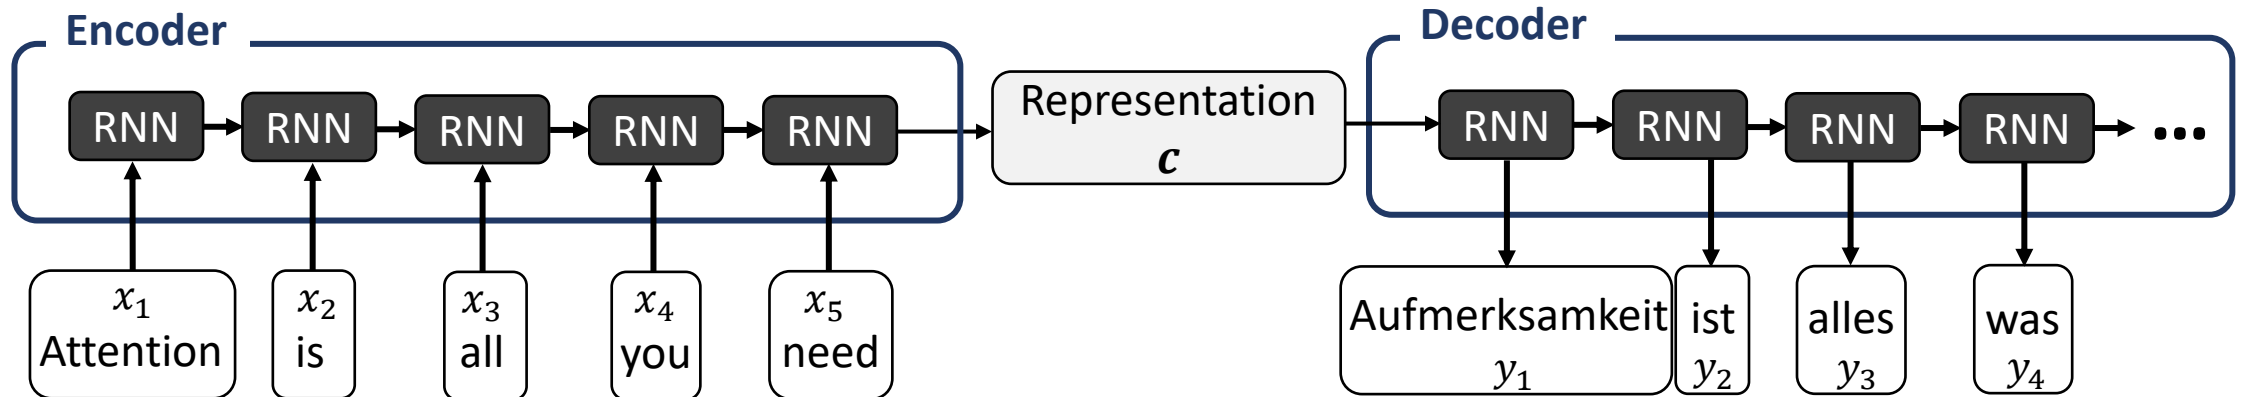 Encoder
Decoder
RNN RNN RNN RNN RNN
Representation
c
RNN RNN RNN RNN ...
x₁ x₂ x₃ x₄ x₅
Attention is all you need
Aufmerksamkeit ist alles was
y₁ y₂ y₃ y₄